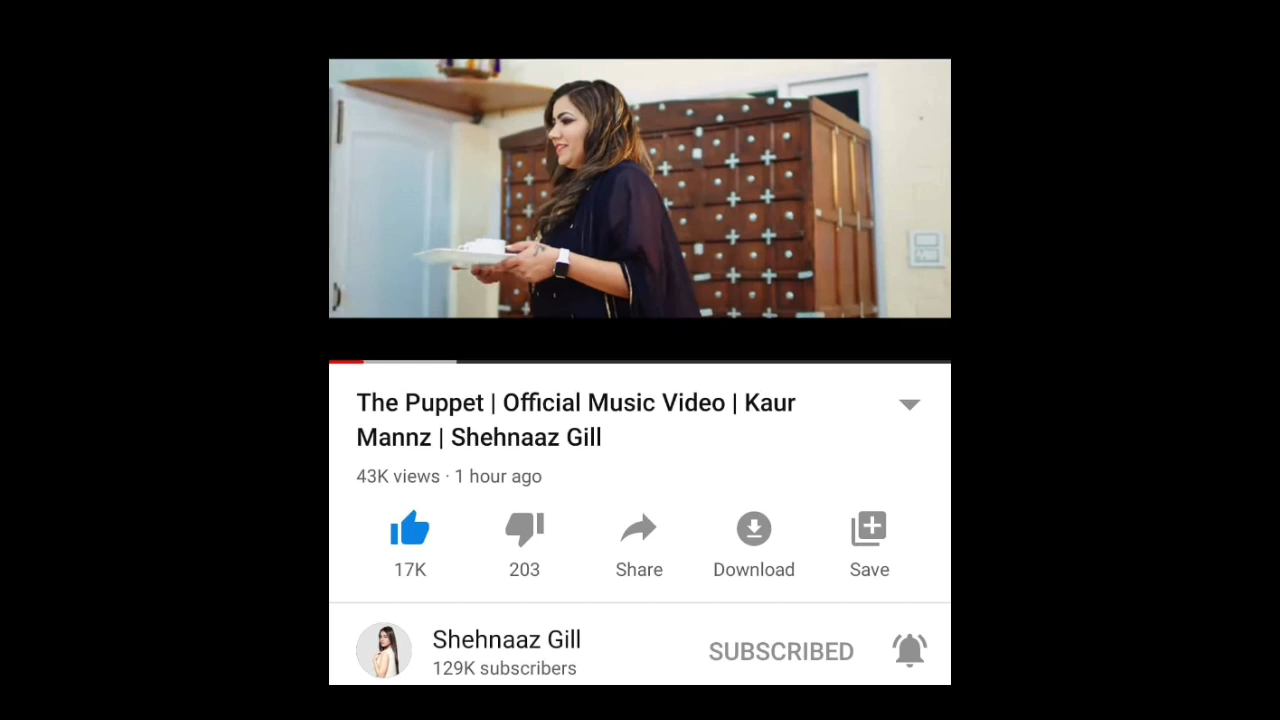 The Puppet | Official Music Video | Kaur
Mannz | Shehnaaz Gill
43K views · 1 hour ago
17K
203
Share
Download
Save
Shehnaaz Gill
129K subscribers
SUBSCRIBED